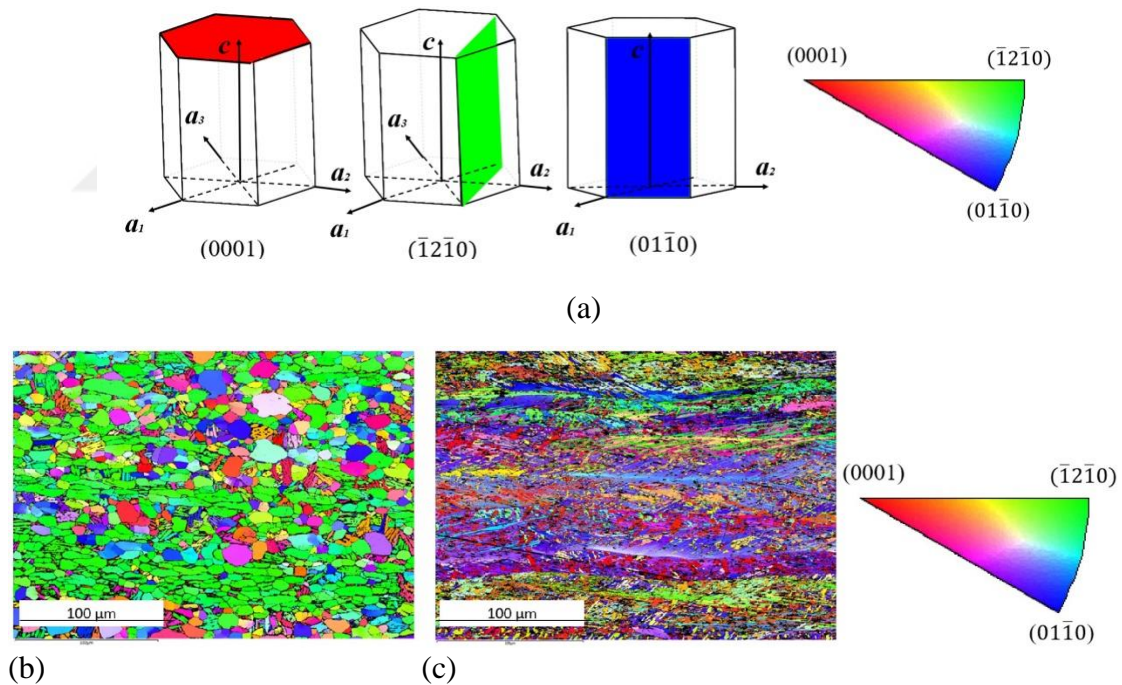 c
a₃
a₂
a₁
(0001)
c
a₃
a₂
a₁
(1̅21̅0)
c
a₂
a₁
(011̅0)
(0001)
(1̅21̅0)
(011̅0)
(a)
100 µm
100 µm
(0001)
(1̅21̅0)
(011̅0)
(b)
(c)